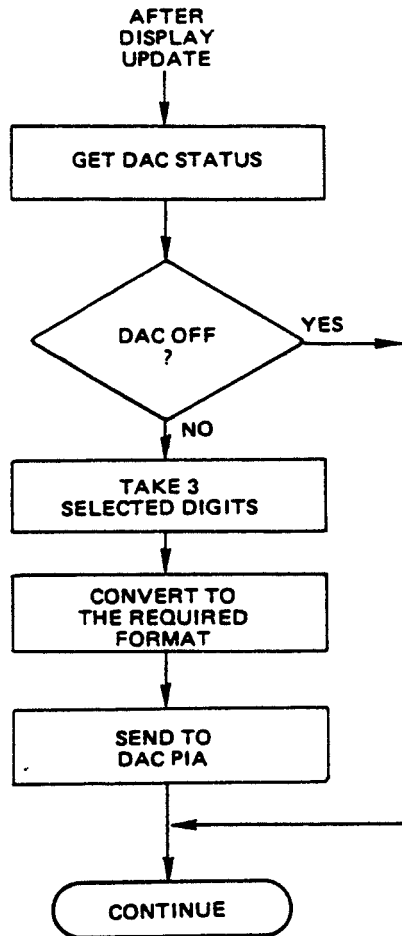 AFTER
DISPLAY
UPDATE
GET DAC STATUS
DAC OFF
?
YES
NO
TAKE 3
SELECTED DIGITS
CONVERT TO
THE REQUIRED
FORMAT
SEND TO
DAC PIA
CONTINUE